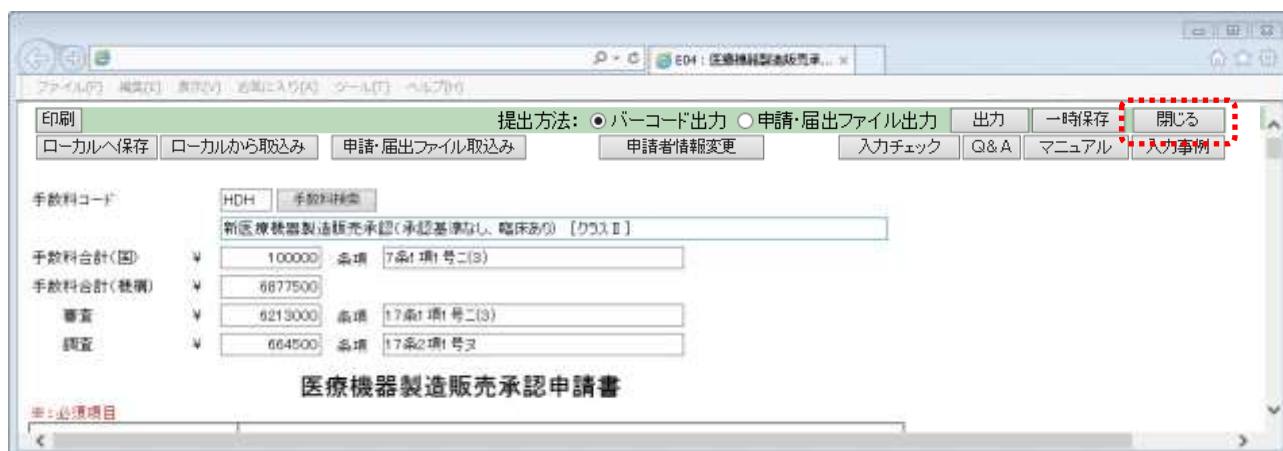 E04：医療機器製造販売承... ×
ファイル(F) 編集(E) 表示(V) お気に入り(A) ツール(T) ヘルプ(H)
印刷 提出方法： バーコード出力 申請・届出ファイル出力 出力 一時保存 閉じる
ローカルへ保存 ローカルから取込み 申請・届出ファイル取込み 申請者情報変更 入力チェック Q&A マニュアル 入力事例
手数料コード HDH 手数料検索
新医療機器製造販売承認(承認基準なし、臨床あり) [クラスⅡ]
手数料合計(国) ¥ 100000 条項 7条1項1号ニ(3)
手数料合計(機構) ¥ 6877500
審査 ¥ 6213000 条項 17条1項1号ニ(3)
調査 ¥ 664500 条項 17条2項1号ヌ
医療機器製造販売承認申請書
※：必須項目